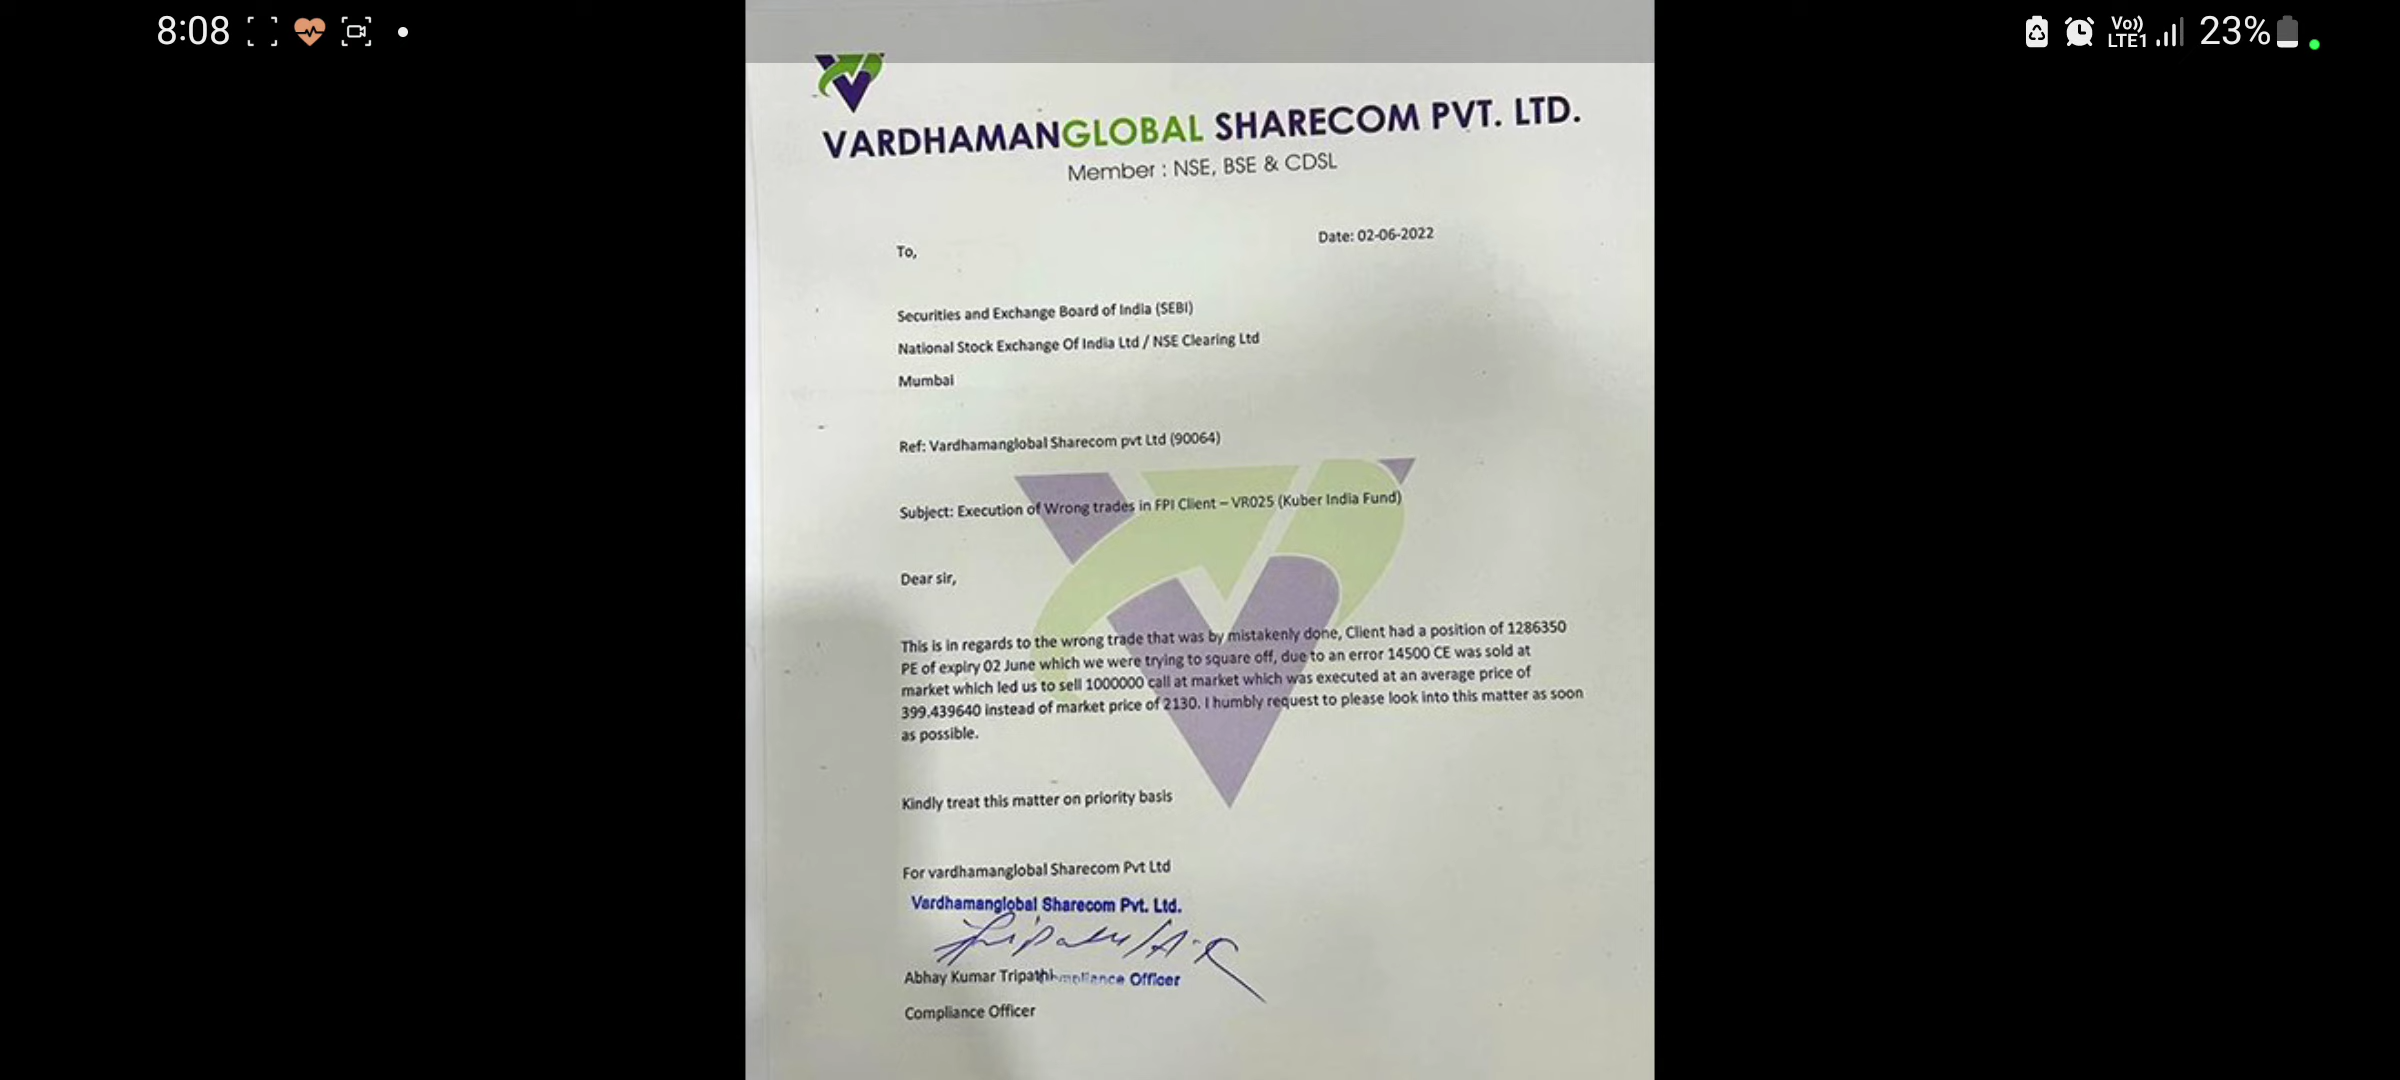 8:08
Vo))
LTE1
23%
VARDHAMANGLOBAL SHARECOM PVT. LTD.
Member : NSE, BSE & CDSL
Date: 02-06-2022
To,
Securities and Exchange Board of India (SEBI)
National Stock Exchange Of India Ltd / NSE Clearing Ltd
Mumbai
Ref: Vardhamanglobal Sharecom pvt Ltd (90064)
Subject: Execution of Wrong trades in FPI Client – VR025 (Kuber India Fund)
Dear sir,
This is in regards to the wrong trade that was by mistakenly done, Client had a position of 1286350
PE of expiry 02 June which we were trying to square off, due to an error 14500 CE was sold at
market which led us to sell 1000000 call at market which was executed at an average price of
399.439640 instead of market price of 2130. I humbly request to please look into this matter as soon
as possible.
Kindly treat this matter on priority basis
For vardhamanglobal Sharecom Pvt Ltd
Vardhamanglobal Sharecom Pvt. Ltd.
Abhay Kumar Tripathi
Officer
Compliance Officer